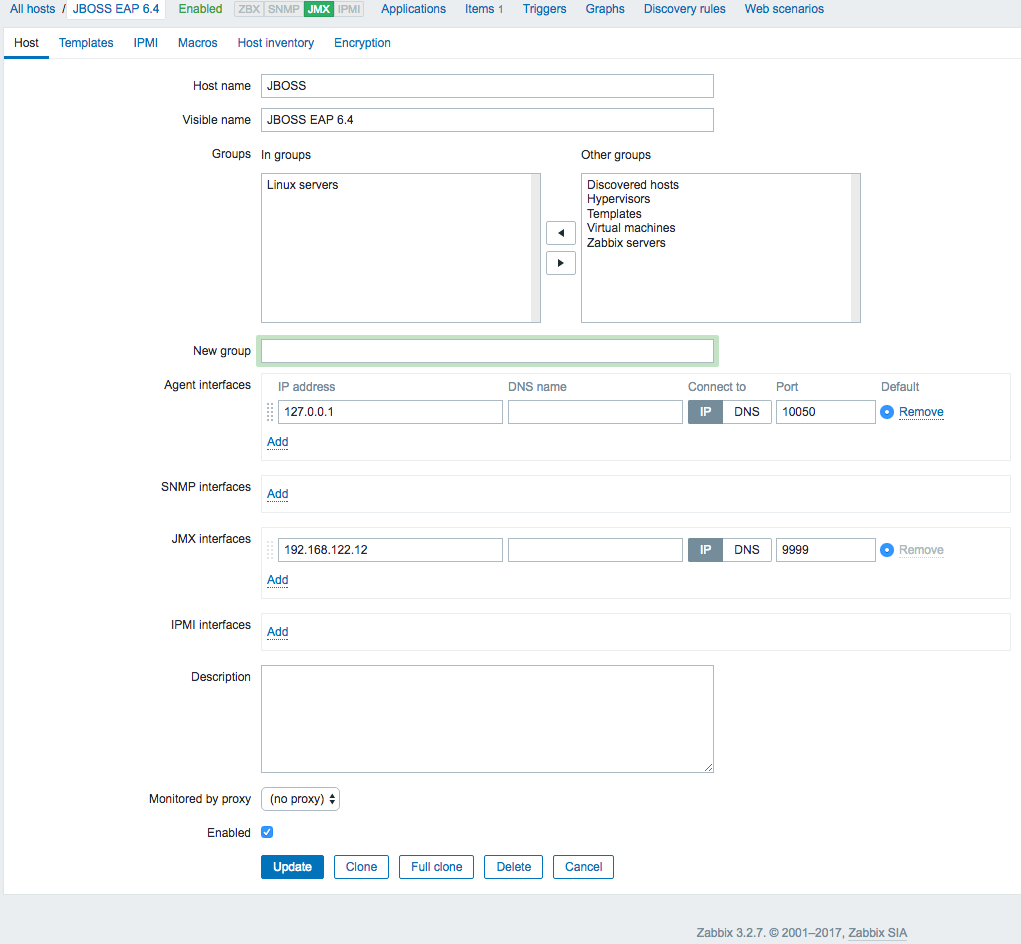 All hosts / JBOSS EAP 6.4 Enabled ZBX SNMP JMX IPMI Applications Items 1 Triggers Graphs Discovery rules Web scenarios
Host Templates IPMI Macros Host inventory Encryption
Host name JBOSS
Visible name JBOSS EAP 6.4
Groups In groups Other groups
Linux servers Discovered hosts
Hypervisors
Templates
Virtual machines
Zabbix servers
New group
Agent interfaces IP address DNS name Connect to Port Default
127.0.0.1 IP DNS 10050 Remove
Add
SNMP interfaces Add
JMX interfaces 192.168.122.12 IP DNS 9999 Remove
Add
IPMI interfaces Add
Description
Monitored by proxy (no proxy)
Enabled
Update Clone Full clone Delete Cancel
Zabbix 3.2.7. © 2001–2017, Zabbix SIA